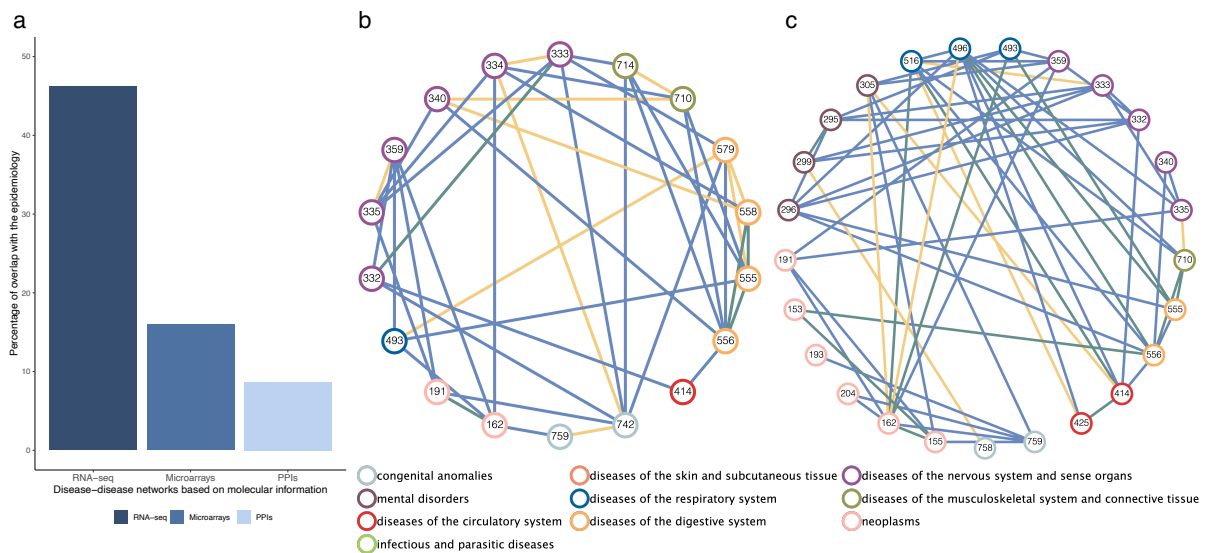 a
50
40
30
20
10
0
Percentage of overlap with the epidemiology
RNA−seq Microarrays PPIs
Disease−disease networks based on molecular information
RNA−seq Microarrays PPIs
b
333
334 714
340 710
359 579
335 558
332 555
493 556
191 414
162 742
759
c
496 493
516 359
305 333
295 332
299 340
296 335
191 710
153 555
193 556
204 414
162 425
155 758 759
congenital anomalies diseases of the skin and subcutaneous tissue diseases of the nervous system and sense organs
mental disorders diseases of the respiratory system diseases of the musculoskeletal system and connective tissue
diseases of the circulatory system diseases of the digestive system neoplasms
infectious and parasitic diseases